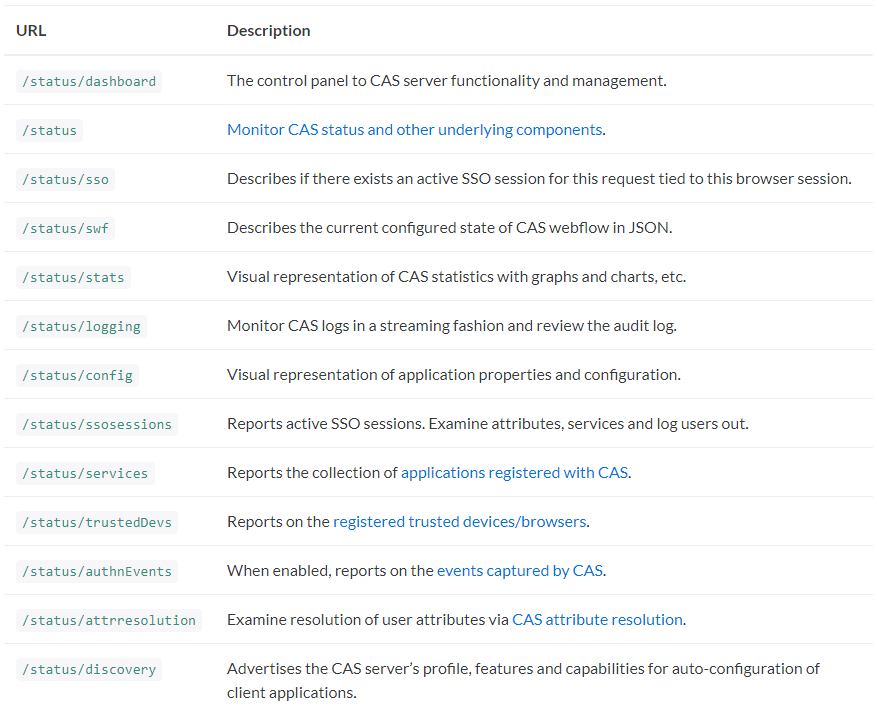 URL Description
/status/dashboard The control panel to CAS server functionality and management.
/status Monitor CAS status and other underlying components.
/status/sso Describes if there exists an active SSO session for this request tied to this browser session.
/status/swf Describes the current configured state of CAS webflow in JSON.
/status/stats Visual representation of CAS statistics with graphs and charts, etc.
/status/logging Monitor CAS logs in a streaming fashion and review the audit log.
/status/config Visual representation of application properties and configuration.
/status/ssosessions Reports active SSO sessions. Examine attributes, services and log users out.
/status/services Reports the collection of applications registered with CAS.
/status/trustedDevs Reports on the registered trusted devices/browsers.
/status/authnEvents When enabled, reports on the events captured by CAS.
/status/attrresolution Examine resolution of user attributes via CAS attribute resolution.
/status/discovery Advertises the CAS server’s profile, features and capabilities for auto-configuration of
client applications.